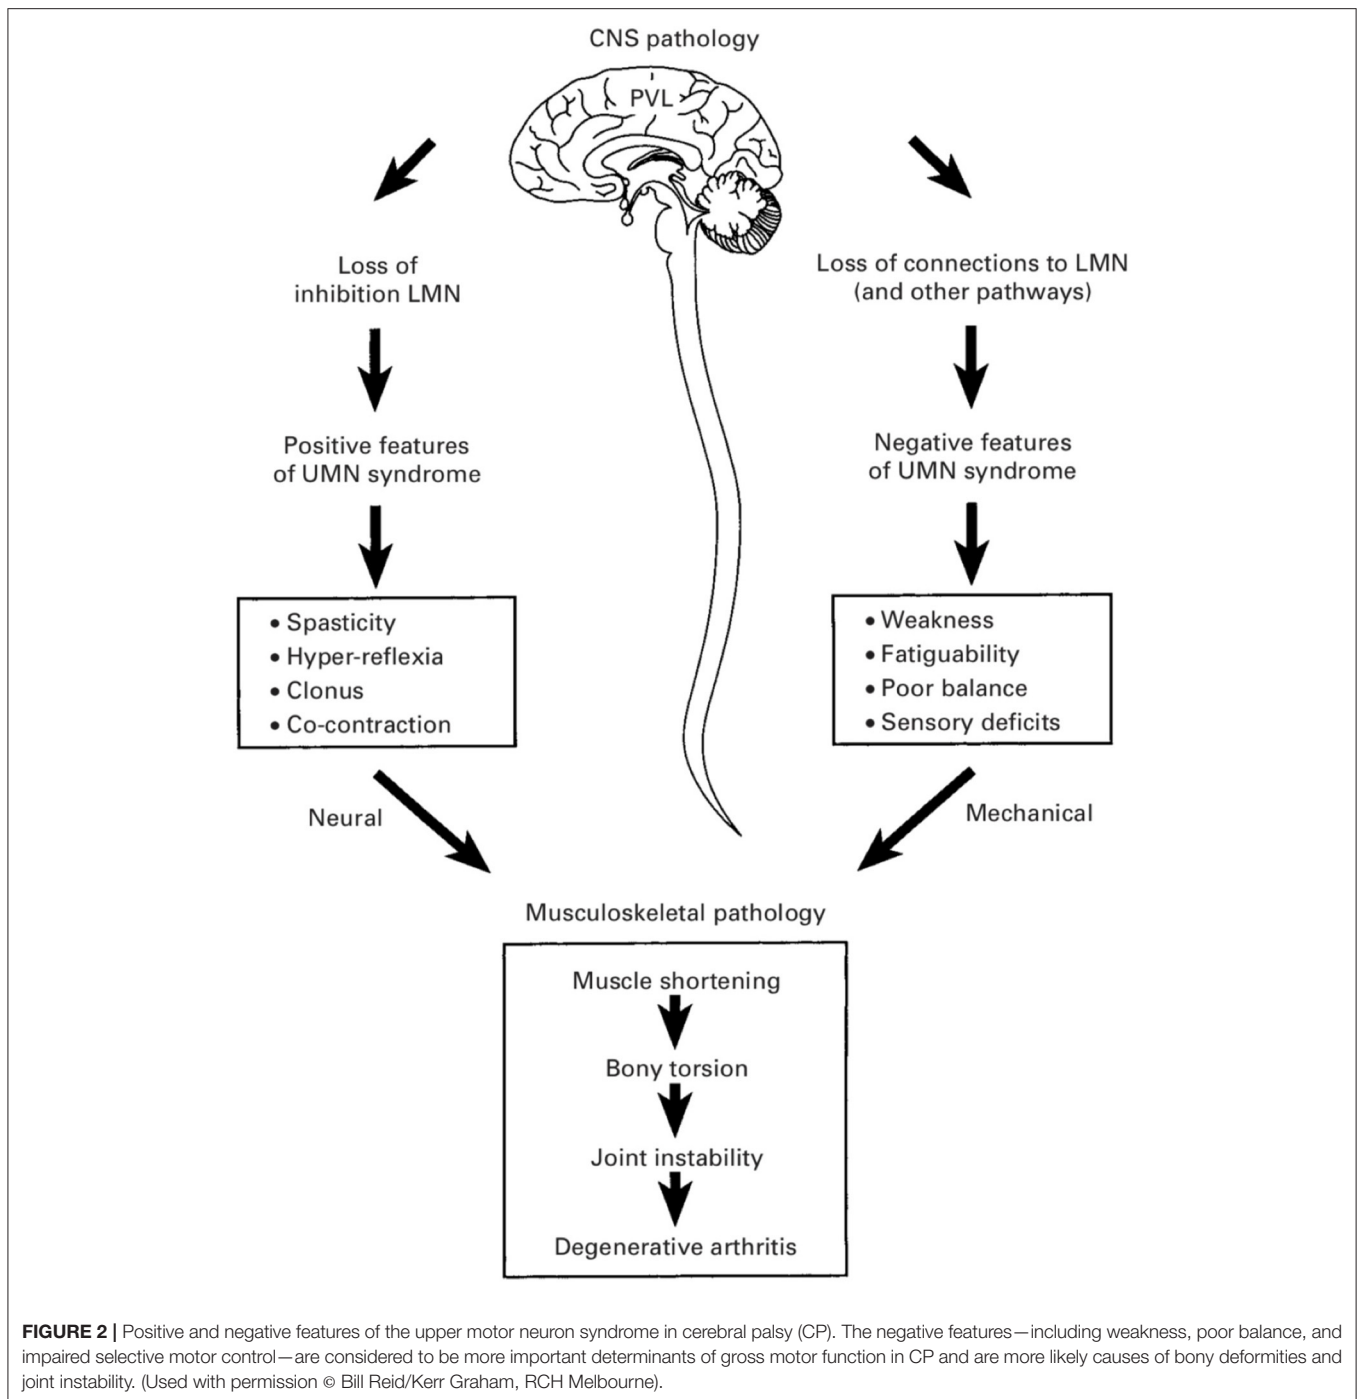 CNS pathology
PVL
Loss of
inhibition LMN
Loss of connections to LMN
(and other pathways)
Positive features
of UMN syndrome
Negative features
of UMN syndrome
• Spasticity
• Hyper-reflexia
• Clonus
• Co-contraction
• Weakness
• Fatiguability
• Poor balance
• Sensory deficits
Neural
Mechanical
Musculoskeletal pathology
Muscle shortening
Bony torsion
Joint instability
Degenerative arthritis
FIGURE 2 | Positive and negative features of the upper motor neuron syndrome in cerebral palsy (CP). The negative features—including weakness, poor balance, and
impaired selective motor control—are considered to be more important determinants of gross motor function in CP and are more likely causes of bony deformities and
joint instability. (Used with permission © Bill Reid/Kerr Graham, RCH Melbourne).